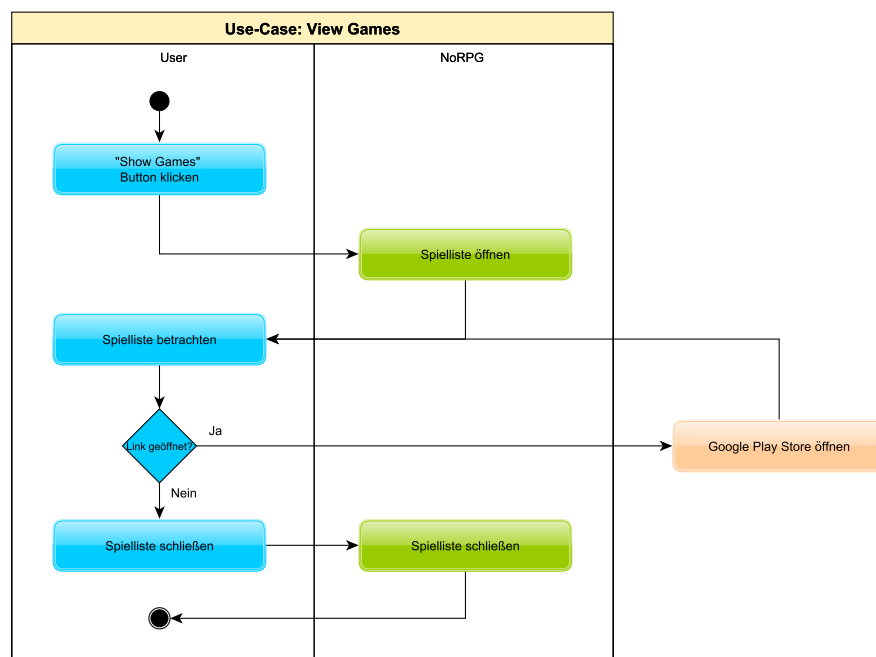 Use-Case: View Games
User
NoRPG
"Show Games"
Button klicken
Spielliste öffnen
Spielliste betrachten
Ja
Link geöffnet?
Google Play Store öffnen
Nein
Spielliste schließen
Spielliste schließen